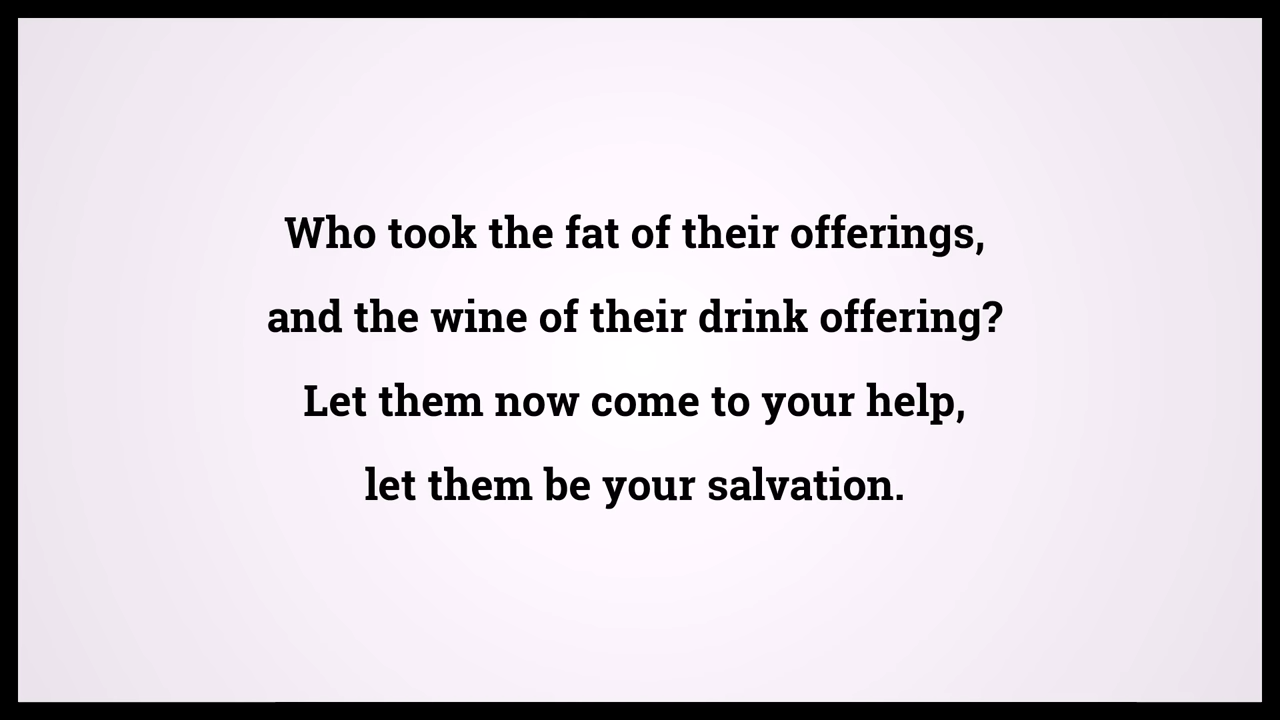 Who took the fat of their offerings,
and the wine of their drink offering?
Let them now come to your help,
let them be your salvation.